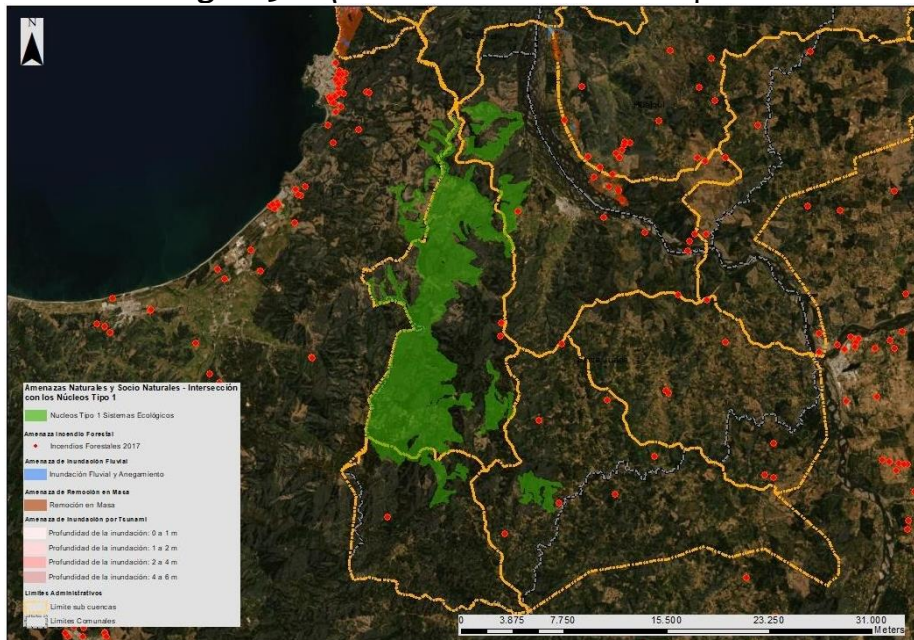 N
Amenazas Naturales y Socio Naturales - Intersección
con los Núcleos Tipo 1
Nucleos Tipo 1 Sistemas Ecológicos
Amenaza Incendio Forestal
Incendios Forestales 2017
Amenaza de Inundación Fluvial
Inundación Fluvial y Anegamiento
Amenaza de Remoción en Masa
Remoción en Masa
Amenaza de Inundación por Tsunami
Profundidad de la inundación: 0 a 1 m
Profundidad de la inundación: 1 a 2 m
Profundidad de la inundación: 2 a 4 m
Profundidad de la inundación: 4 a 6 m
Límites Administrativos
Límite sub cuencas
Límites Comunales
0 3.875 7.750 15.500 23.250 31.000
Meters